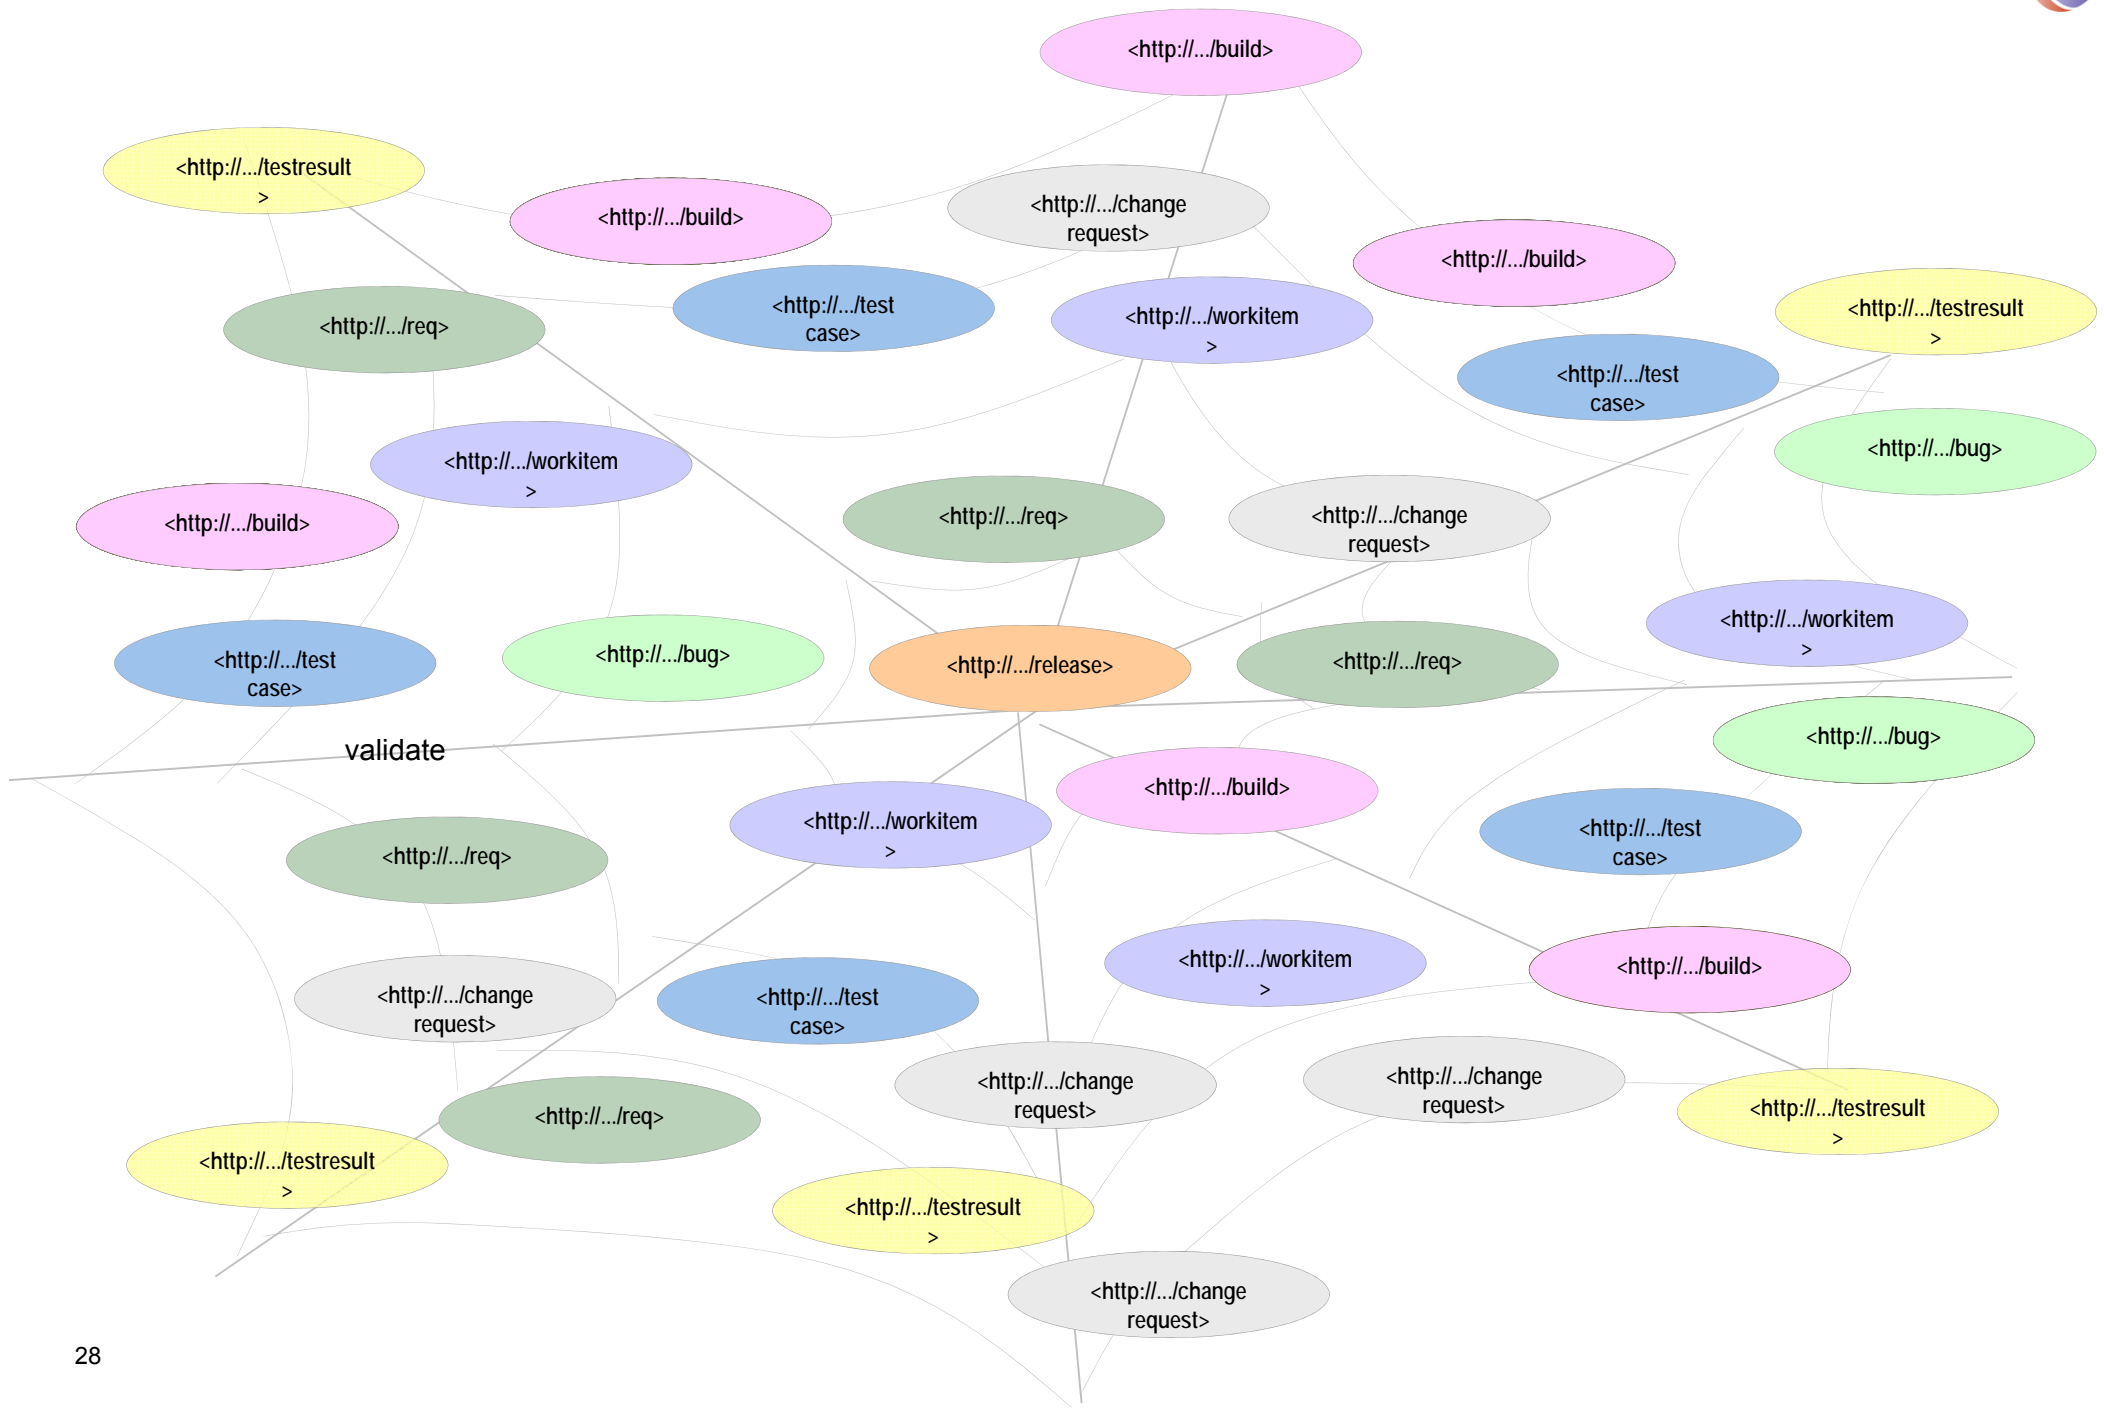 <http://.../build>
<http://.../testresult
>
<http://.../build>
<http://.../change
request>
<http://.../build>
<http://.../req>
<http://.../test
case>
<http://.../workitem
>
<http://.../testresult
>
<http://.../test
case>
<http://.../workitem
>
<http://.../bug>
<http://.../build>
<http://.../req>
<http://.../change
request>
<http://.../test
case>
<http://.../bug>
<http://.../release>
<http://.../req>
<http://.../workitem
>
validate
<http://.../bug>
<http://.../workitem
>
<http://.../build>
<http://.../test
case>
<http://.../req>
<http://.../change
request>
<http://.../test
case>
<http://.../workitem
>
<http://.../build>
<http://.../testresult
>
<http://.../req>
<http://.../change
request>
<http://.../change
request>
<http://.../testresult
>
<http://.../testresult
>
<http://.../change
request>
28